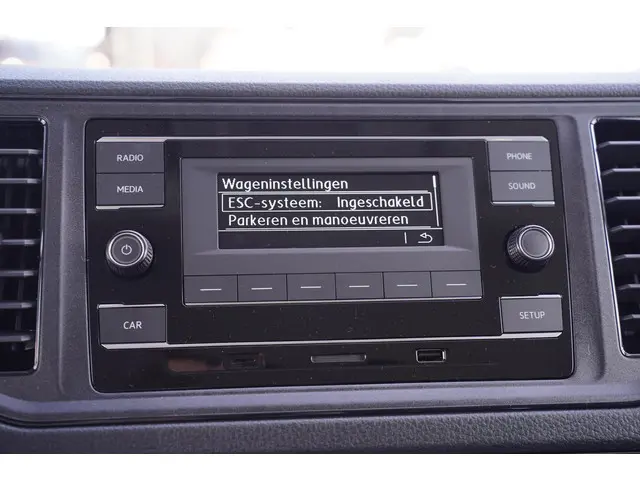 RADIO
MEDIA
CAR
Wageninstellingen
ESC-systeem: Ingeschakeld
Parkeren en manoeuvreren
PHONE
SOUND
SETUP